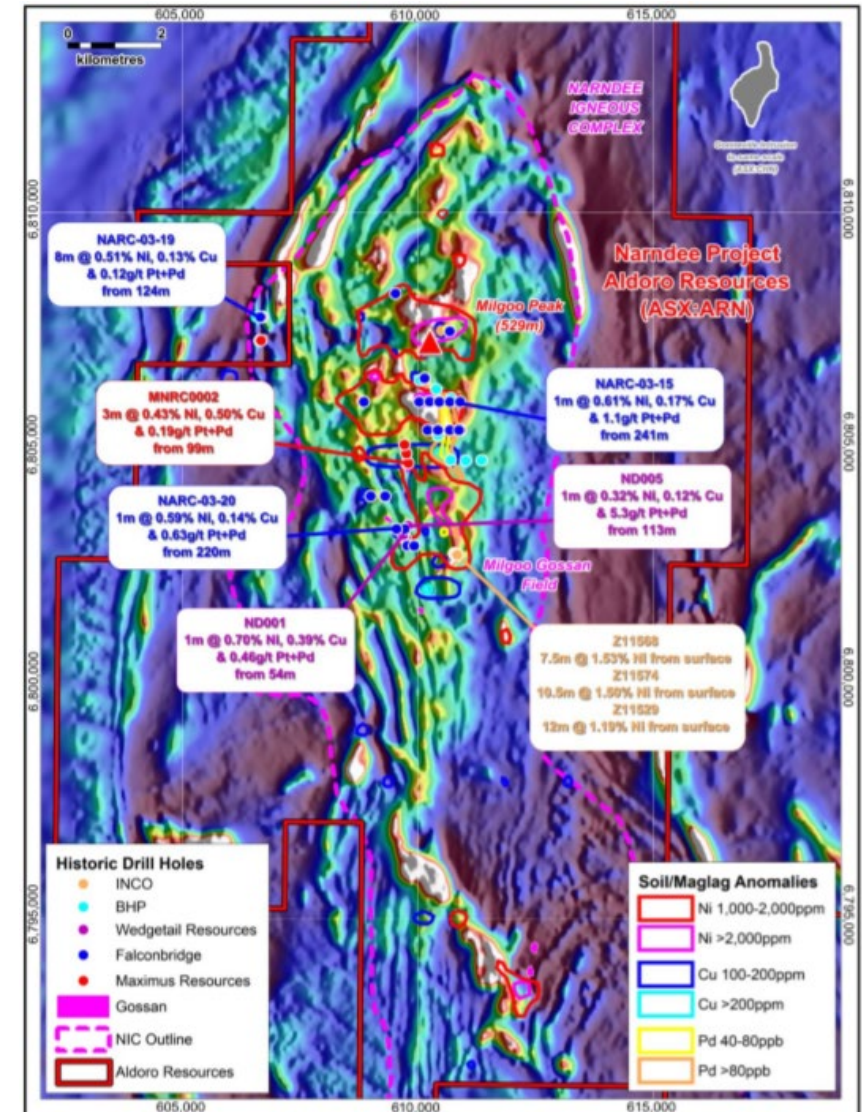 605,000
610,000
615,000
0 2
kilometres
NARNDEE
IGNEOUS
COMPLEX
Gonneville Intrusion
to same scale
(ASX:CHN)
6,810,000
6,810,000
NARC-03-19
8m @ 0.51% Ni, 0.13% Cu
& 0.12g/t Pt+Pd
from 124m
Narndee Project
Aldoro Resources
(ASX:ARN)
Milgoo Peak
(529m)
MNRC0002
3m @ 0.43% Ni, 0.50% Cu
& 0.19g/t Pt+Pd
from 99m
NARC-03-15
1m @ 0.61% Ni, 0.17% Cu
& 1.1g/t Pt+Pd
from 241m
6,805,000
6,805,000
NARC-03-20
1m @ 0.59% Ni, 0.14% Cu
& 0.63g/t Pt+Pd
from 220m
ND005
1m @ 0.32% Ni, 0.12% Cu
& 5.3g/t Pt+Pd
from 113m
Milgoo Gossan
Field
ND001
1m @ 0.70% Ni, 0.39% Cu
& 0.46g/t Pt+Pd
from 54m
Z11568
7.5m @ 1.53% Ni from surface
Z11574
10.5m @ 1.50% Ni from surface
Z11529
12m @ 1.19% Ni from surface
6,800,000
6,800,000
Historic Drill Holes
INCO
BHP
Wedgetail Resources
Falconbridge
Maximus Resources
Gossan
NIC Outline
Aldoro Resources
Soil/Maglag Anomalies
Ni 1,000-2,000ppm
Ni >2,000ppm
Cu 100-200ppm
Cu >200ppm
Pd 40-80ppb
Pd >80ppb
6,795,000
6,795,000
605,000
610,000
615,000